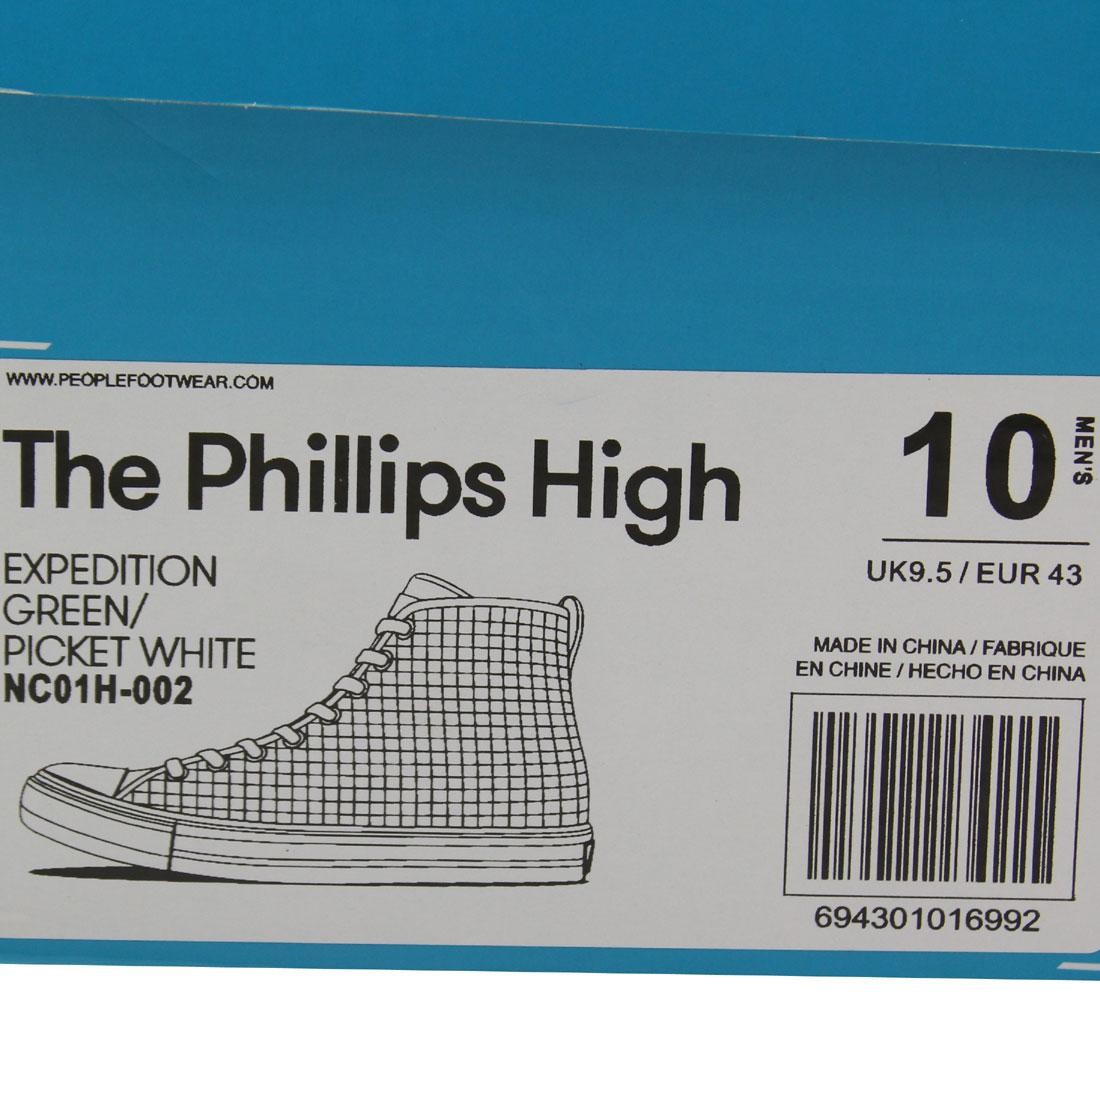 WWW.PEOPLEFOOTWEAR.COM
The Phillips High
10
MEN'S
UK9.5 / EUR 43
EXPEDITION
GREEN/
PICKET WHITE
NC01H-002
MADE IN CHINA / FABRIQUE
EN CHINE / HECHO EN CHINA
694301016992